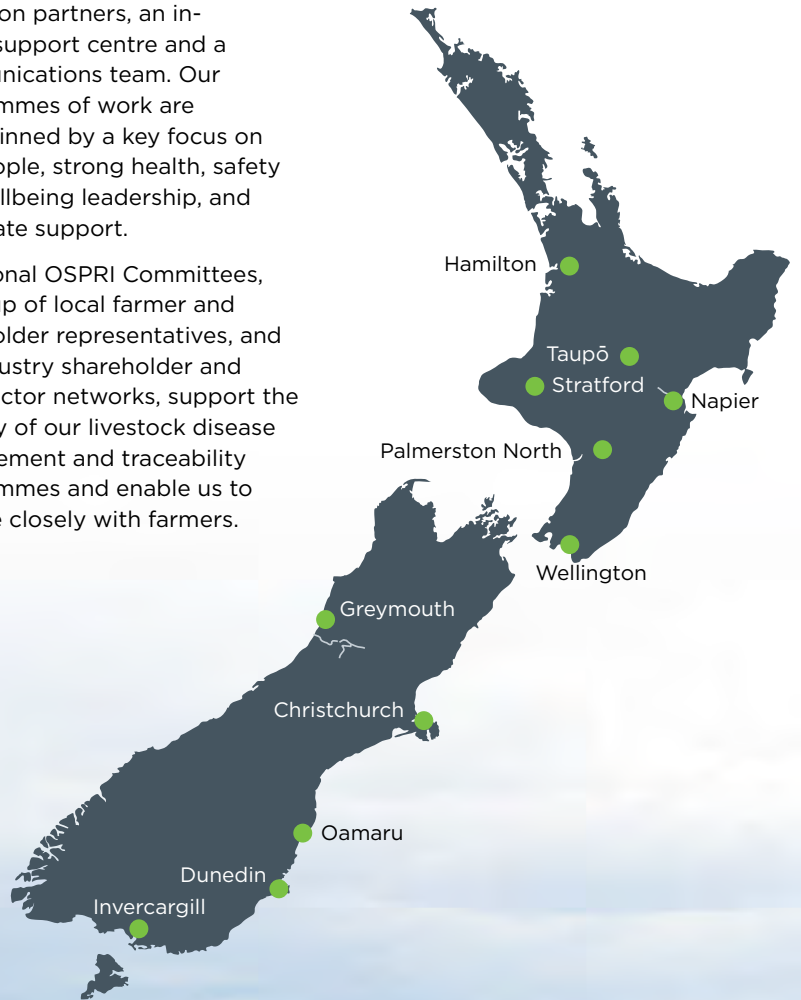 on partners, an in-
support centre and a
unications team. Our
mmes of work are
inned by a key focus on
ople, strong health, safety
llbeing leadership, and
ate support.
onal OSPRI Committees,
up of local farmer and
older representatives, and
ustry shareholder and
ctor networks, support the
y of our livestock disease
ement and traceability
mmes and enable us to
e closely with farmers.
Hamilton
Taupō
Stratford
Napier
Palmerston North
Wellington
Greymouth
Christchurch
Oamaru
Dunedin
Invercargill